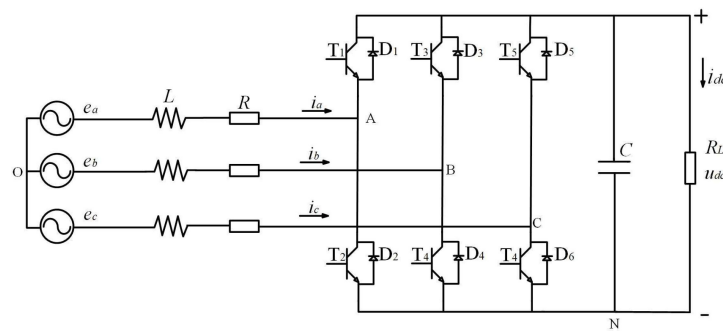 +
T1 D1 T3 D3 T5 D5
idc
L R ia A
ea
O eb ib B C RL
udc
ec ic C
T2 D2 T4 D4 T4 D6
N -